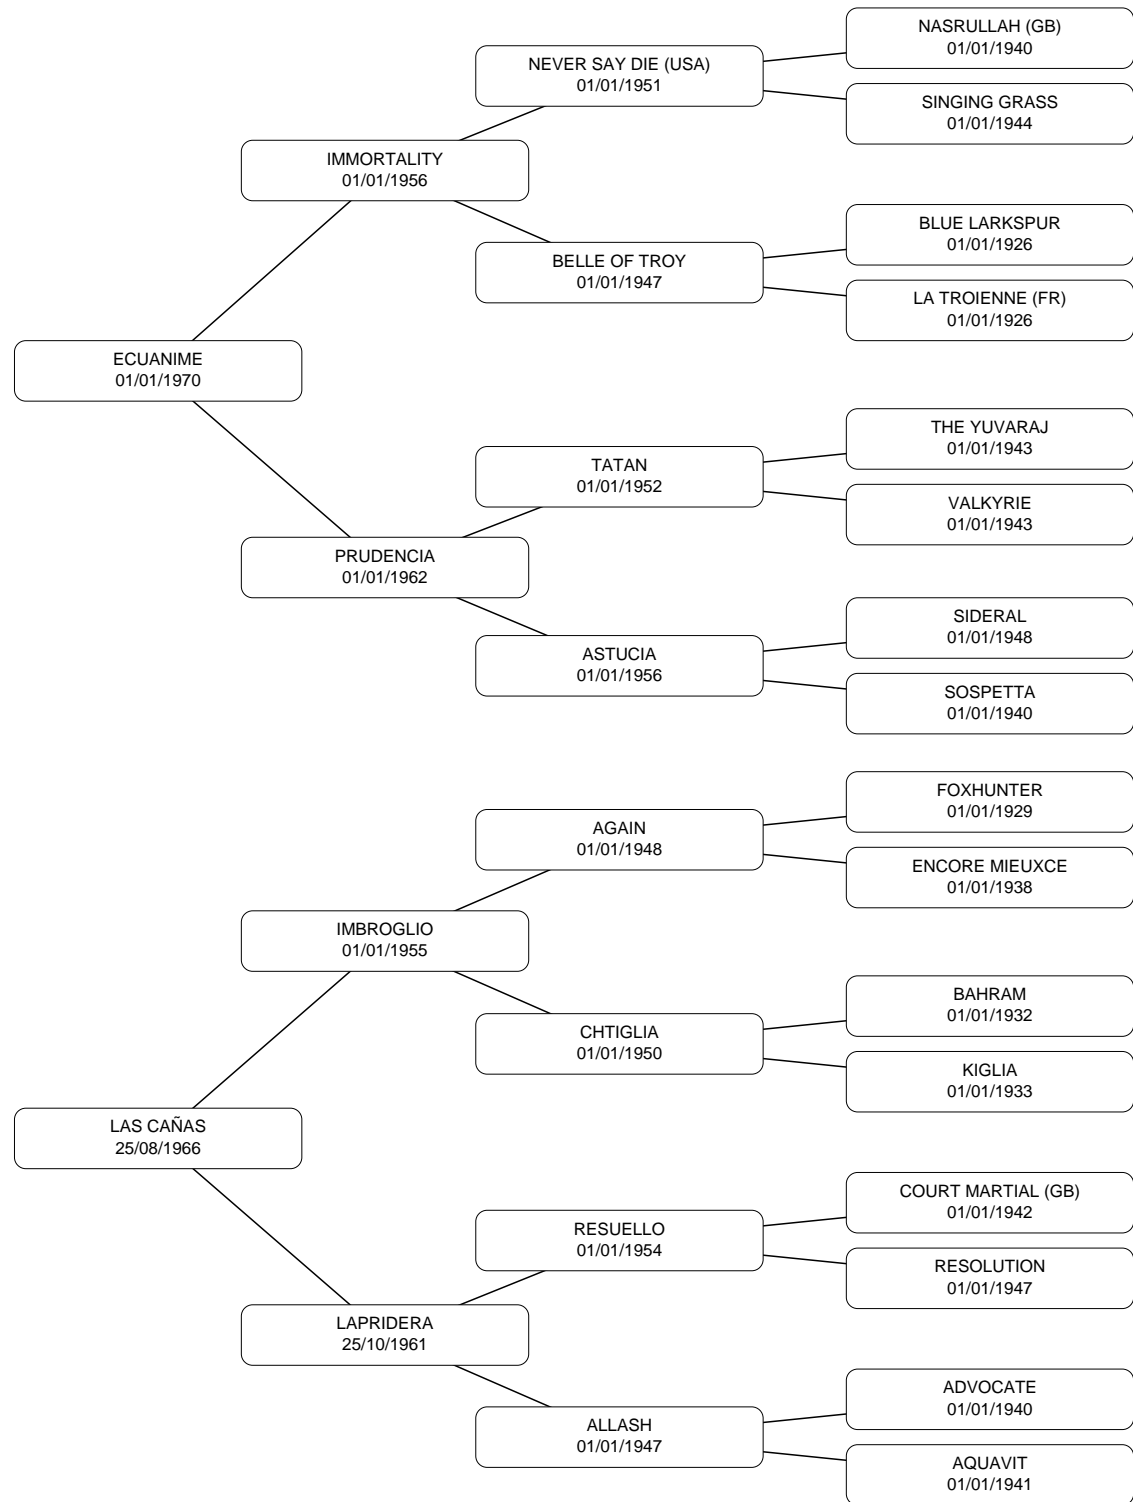 NASRULLAH (GB)
01/01/1940
NEVER SAY DIE (USA)
01/01/1951
SINGING GRASS
01/01/1944
IMMORTALITY
01/01/1956
BLUE LARKSPUR
01/01/1926
BELLE OF TROY
01/01/1947
LA TROIENNE (FR)
01/01/1926
ECUANIME
01/01/1970
THE YUVARAJ
01/01/1943
TATAN
01/01/1952
VALKYRIE
01/01/1943
PRUDENCIA
01/01/1962
SIDERAL
01/01/1948
ASTUCIA
01/01/1956
SOSPETTA
01/01/1940
FOXHUNTER
01/01/1929
AGAIN
01/01/1948
ENCORE MIEUXCE
01/01/1938
IMBROGLIO
01/01/1955
BAHRAM
01/01/1932
CHTIGLIA
01/01/1950
KIGLIA
01/01/1933
LAS CAÑAS
25/08/1966
COURT MARTIAL (GB)
01/01/1942
RESUELLO
01/01/1954
RESOLUTION
01/01/1947
LAPRIDERA
25/10/1961
ADVOCATE
01/01/1940
ALLASH
01/01/1947
AQUAVIT
01/01/1941